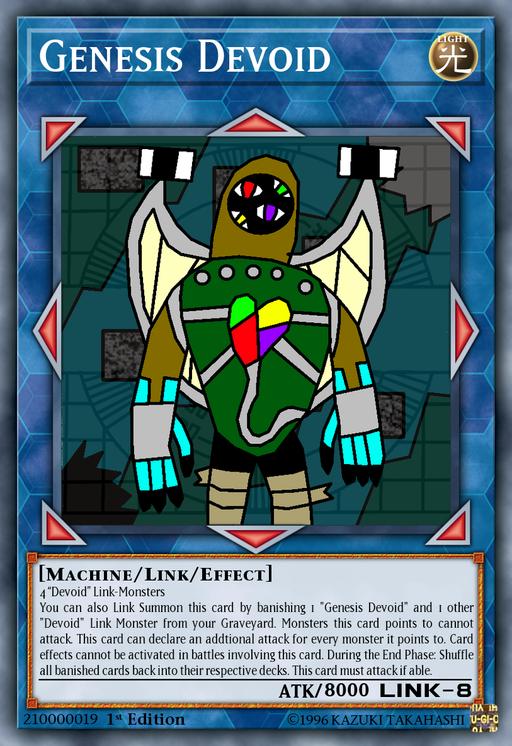 Genesis Devoid
LIGHT
光
[Machine/Link/Effect]
4 "Devoid" Link-Monsters
You can also Link Summon this card by banishing 1 "Genesis Devoid" and 1 other
"Devoid" Link Monster from your Graveyard. Monsters this card points to cannot
attack. This card can declare an addtional attack for every monster it points to. Card
effects cannot be activated in battles involving this card. During the End Phase: Shuffle
all banished cards back into their respective decks. This card must attack if able.
ATK/8000 LINK-8
210000019 1st Edition ©1996 KAZUKI TAKAHASHI